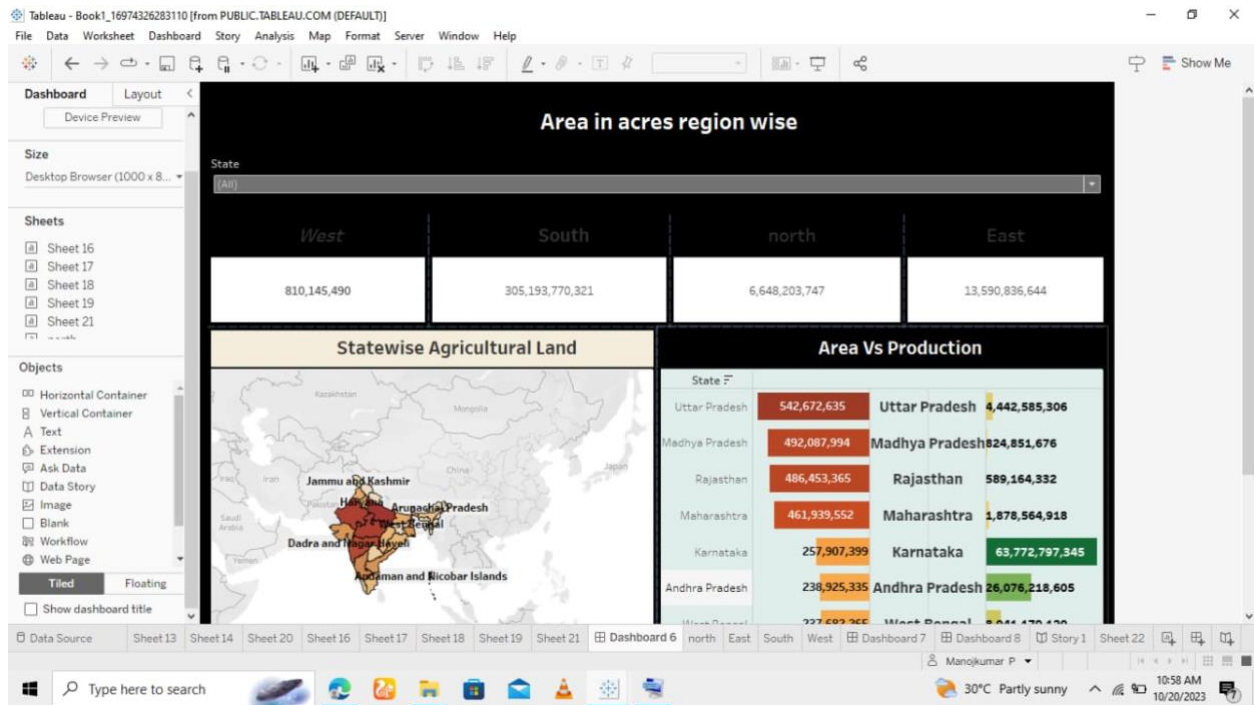 Tableau - Book1_16974326283110 [from PUBLIC.TABLEAU.COM (DEFAULT)]
File Data Worksheet Dashboard Story Analysis Map Format Server Window Help
Show Me
Dashboard Layout
Device Preview
Size
Desktop Browser (1000 x 8...
Sheets
Sheet 16
Sheet 17
Sheet 18
Sheet 19
Sheet 21
Objects
Horizontal Container
Vertical Container
Text
Extension
Ask Data
Data Story
Image
Blank
Workflow
Web Page
Tiled Floating
Show dashboard title
Area in acres region wise
State
(All)
West South north East
810,145,490 305,193,770,321 6,648,203,747 13,590,836,644
Statewise Agricultural Land
Kazakhstan
Mongolia
China
Japan
Iraq
Iran
Pakistan
Saudi Arabia
Yemen
Jammu and Kashmir
Haryana
Arunachal Pradesh
West Bengal
Dadra and Nagar Haveli
Andaman and Nicobar Islands
Area Vs Production
State
Uttar Pradesh 542,672,635 Uttar Pradesh 4,442,585,306
Madhya Pradesh 492,087,994 Madhya Pradesh 824,851,676
Rajasthan 486,453,365 Rajasthan 589,164,332
Maharashtra 461,939,552 Maharashtra 1,878,564,918
Karnataka 257,907,399 Karnataka 63,772,797,345
Andhra Pradesh 238,925,335 Andhra Pradesh 26,076,218,605
West Bengal West Bengal
Data Source Sheet 13 Sheet 14 Sheet 20 Sheet 16 Sheet 17 Sheet 18 Sheet 19 Sheet 21 Dashboard 6 north East South West Dashboard 7 Dashboard 8 Story 1 Sheet 22
Manojkumar P
Type here to search
30°C Partly sunny
10:58 AM
10/20/2023
7